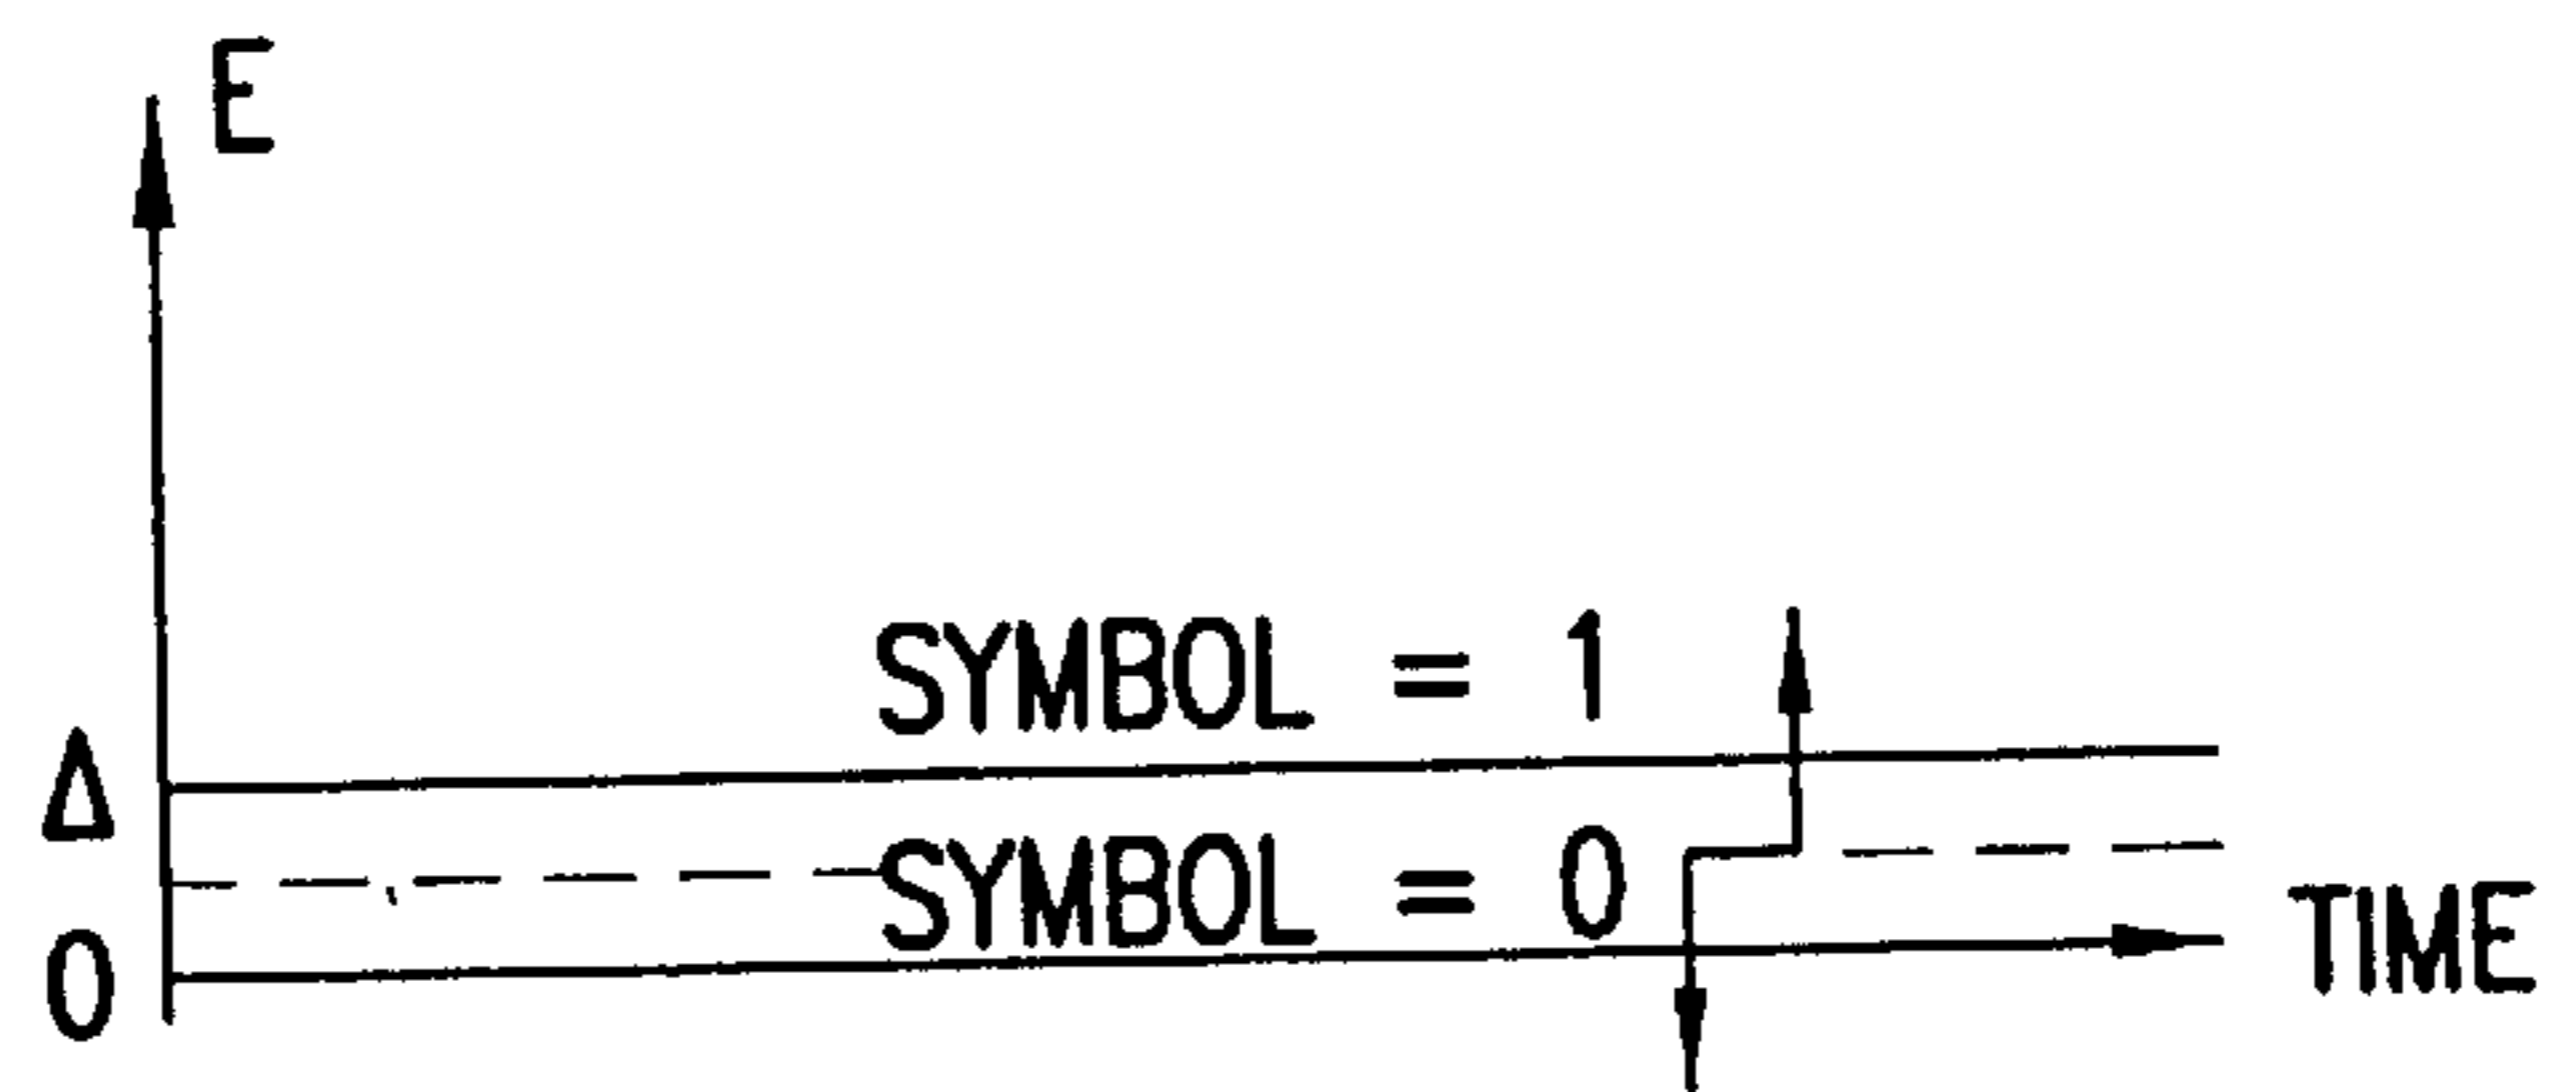 E
SYMBOL = 1
Δ
SYMBOL = 0
TIME
0